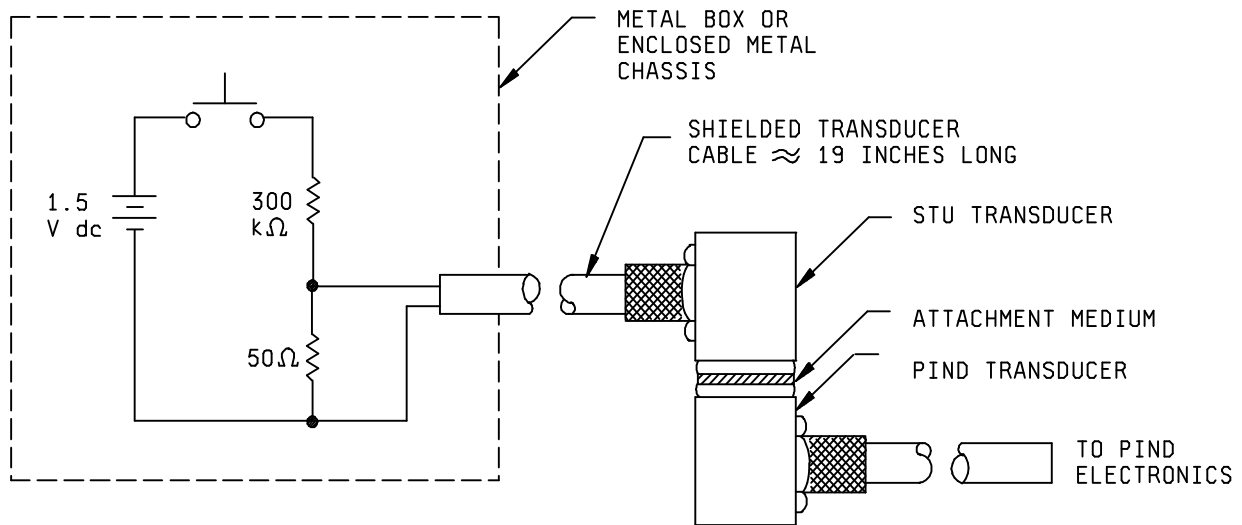 METAL BOX OR
ENCLOSED METAL
CHASSIS
SHIELDED TRANSDUCER
CABLE ≈ 19 INCHES LONG
1.5
V dc
300
kΩ
STU TRANSDUCER
50Ω
ATTACHMENT MEDIUM
PIND TRANSDUCER
TO PIND
ELECTRONICS